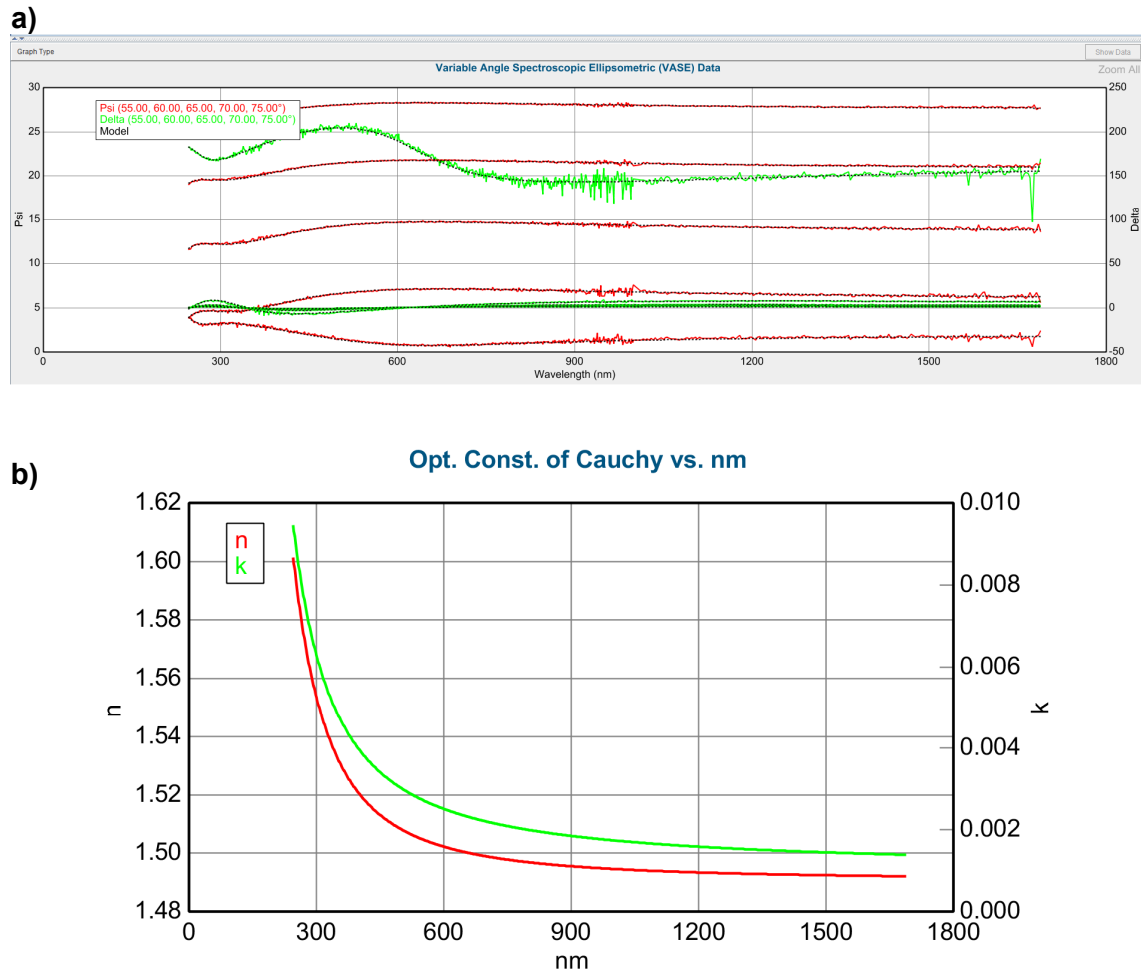 a)
Graph Type
Show Data
Variable Angle Spectroscopic Ellipsometric (VASE) Data
Zoom All
30
25
20
15
10
5
0
Psi
Psi (55.00, 60.00, 65.00, 70.00, 75.00°)
Delta (55.00, 60.00, 65.00, 70.00, 75.00°)
Model
250
200
150
100
50
0
-50
Delta
0
300
600
900
1200
1500
1800
Wavelength (nm)
b)
Opt. Const. of Cauchy vs. nm
1.62
1.60
1.58
1.56
1.54
1.52
1.50
1.48
n
n
k
0.010
0.008
0.006
0.004
0.002
0.000
k
0
300
600
900
1200
1500
1800
nm